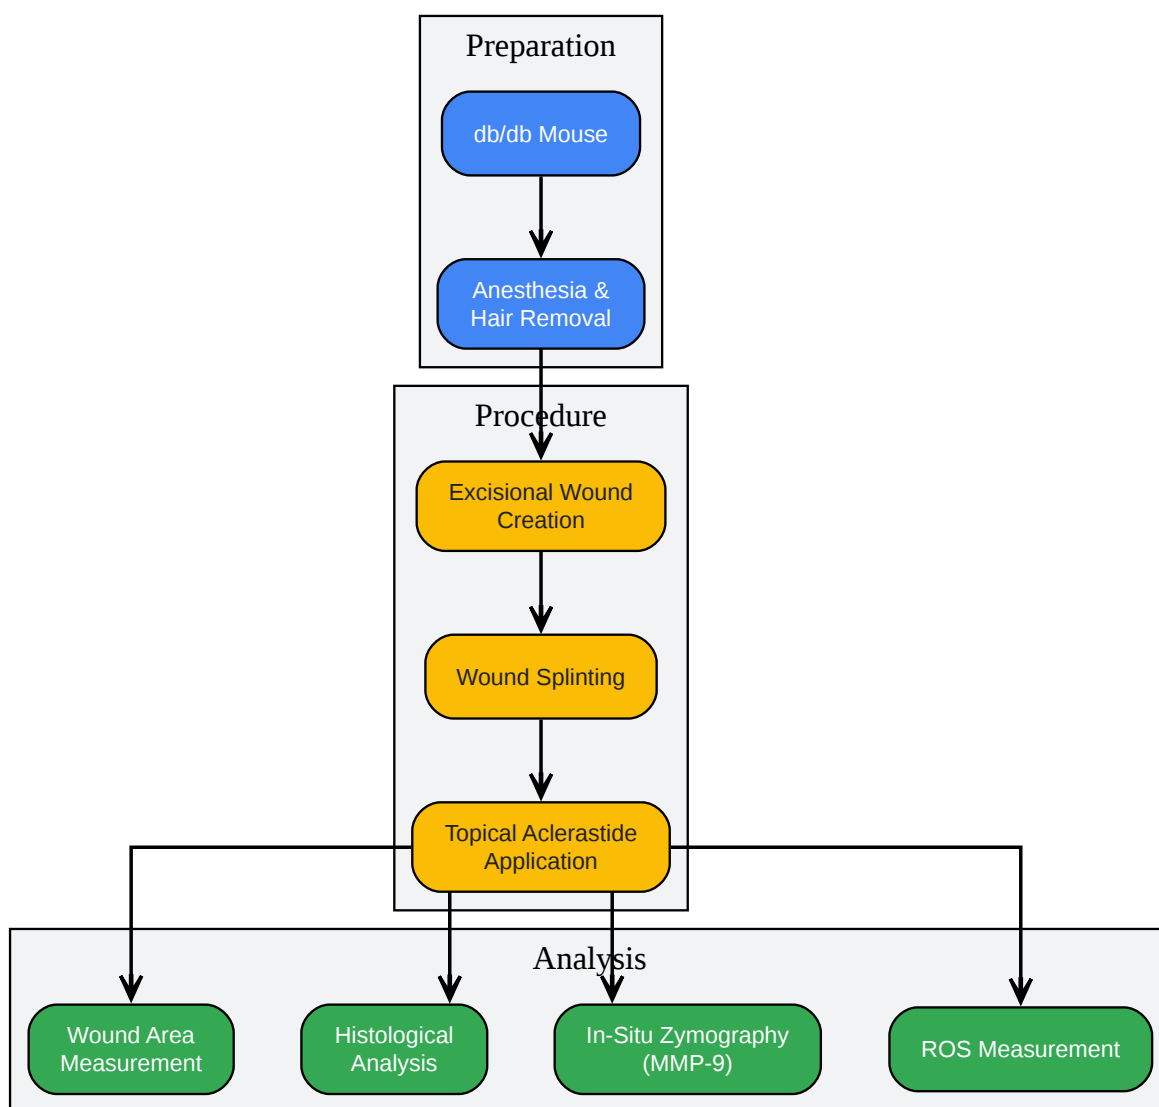 Preparation
db/db Mouse
Anesthesia &
Hair Removal
Procedure
Excisional Wound
Creation
Wound Splinting
Topical Aclerastide
Application
Analysis
Wound Area
Measurement
Histological
Analysis
In-Situ Zymography
(MMP-9)
ROS Measurement